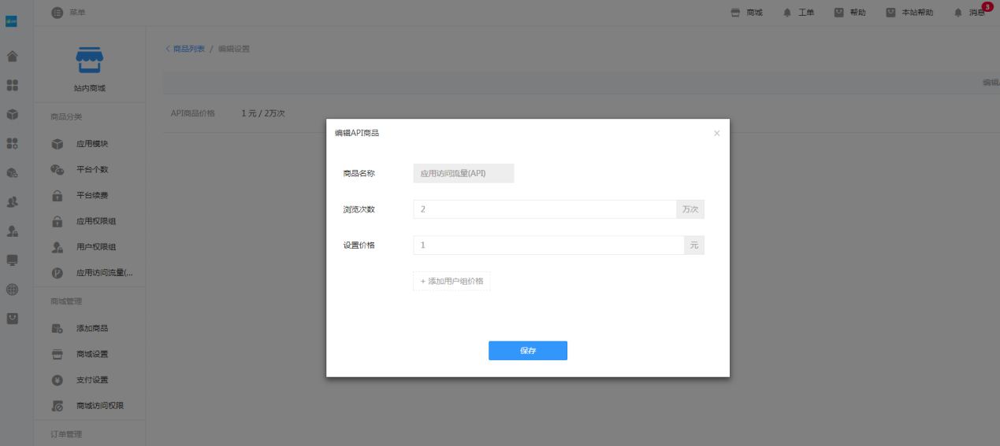 菜单
商城
工单
帮助
本站帮助
消息
3
站内商城
商品分类
应用模块
平台个数
平台续费
应用权限组
用户权限组
应用访问流量(...
商城管理
添加商品
商城设置
支付设置
商城访问权限
订单管理
商品列表 / 编辑设置
编辑
API商品价格 1 元 / 2万次
编辑API商品
×
商品名称 应用访问流量(API)
浏览次数 2 万次
设置价格 1 元
+ 添加用户组价格
保存